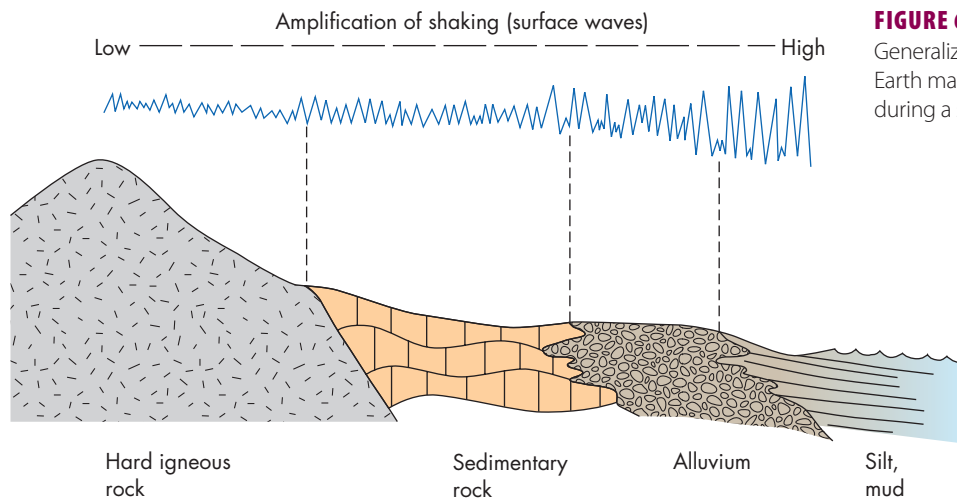 Amplification of shaking (surface waves)
Low High
FIGURE
Generaliz
Earth ma
during a
Hard igneous
rock
Sedimentary
rock
Alluvium
Silt,
mud